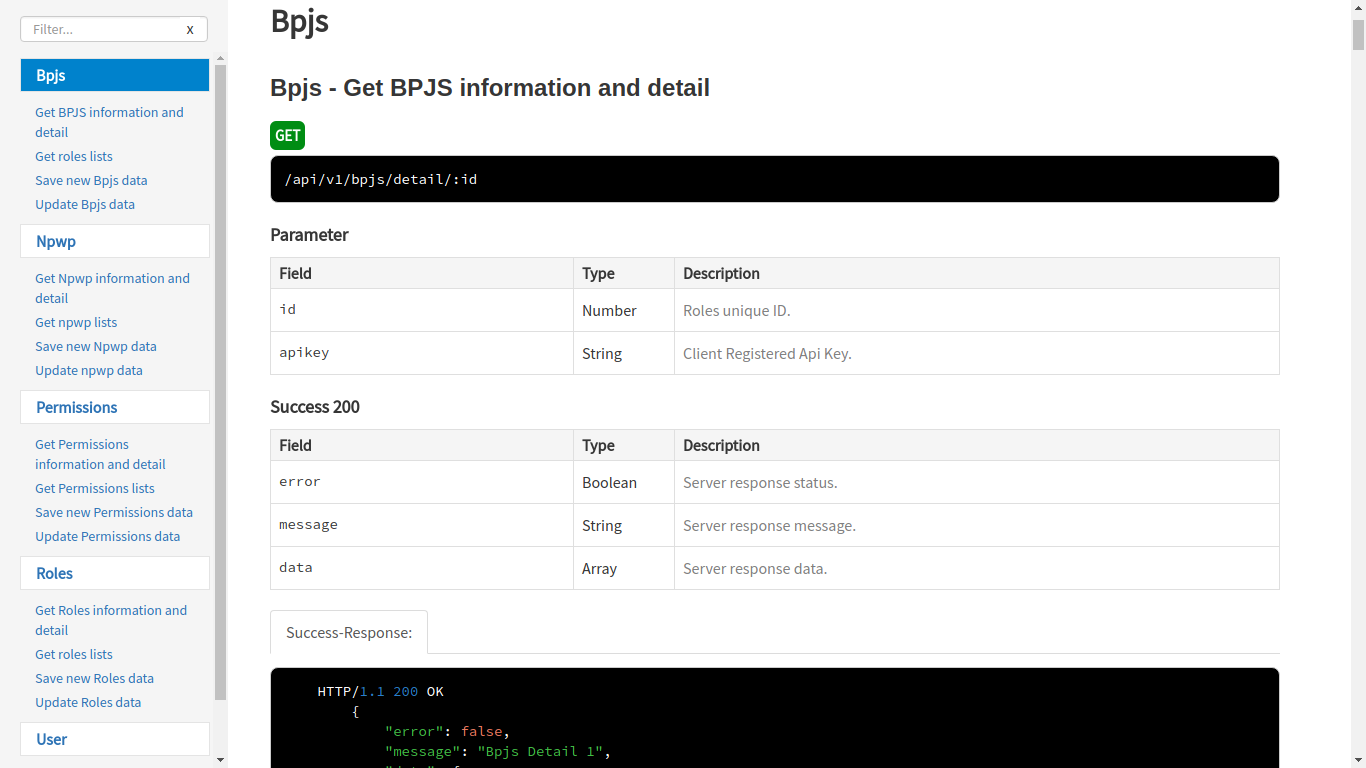 Filter...
x
Bpjs
Get BPJS information and
detail
Get roles lists
Save new Bpjs data
Update Bpjs data
Npwp
Get Npwp information and
detail
Get npwp lists
Save new Npwp data
Update npwp data
Permissions
Get Permissions
information and detail
Get Permissions lists
Save new Permissions data
Update Permissions data
Roles
Get Roles information and
detail
Get roles lists
Save new Roles data
Update Roles data
User
Bpjs
Bpjs - Get BPJS information and detail
GET
/api/v1/bpjs/detail/:id
Parameter
Field Type Description
id Number Roles unique ID.
apikey String Client Registered Api Key.
Success 200
Field Type Description
error Boolean Server response status.
message String Server response message.
data Array Server response data.
Success-Response:
HTTP/1.1 200 OK
{
"error": false,
"message": "Bpjs Detail 1",